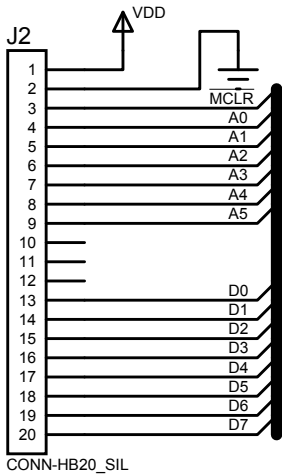 VDD
J2
1
2
3 MCLR
4 A0
5 A1
6 A2
7 A3
8 A4
9 A5
10
11
12
13 D0
14 D1
15 D2
16 D3
17 D4
18 D5
19 D6
20 D7
CONN-HB20_SIL